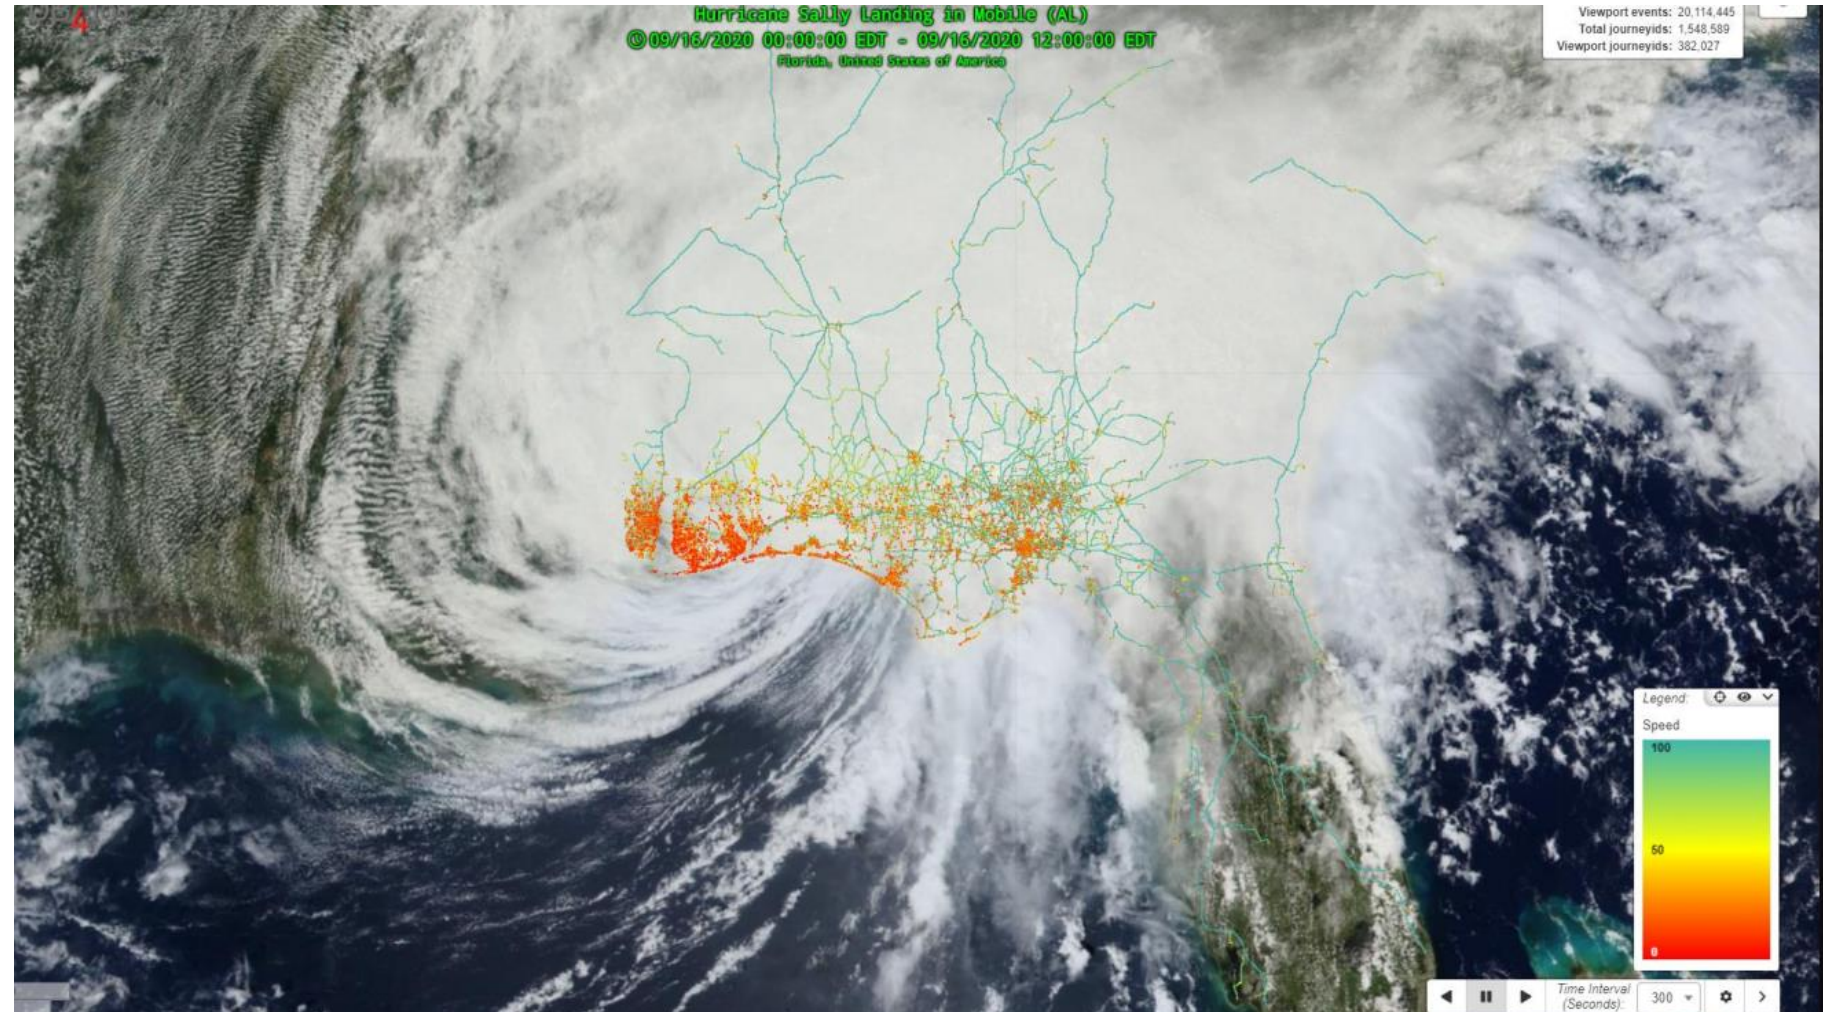 4
Hurricane Sally Landing in Mobile (AL)
09/16/2020 00:00:00 EDT - 09/16/2020 12:00:00 EDT
Florida, United States of America
Viewport events: 20,114,445
Total journeyids: 1,548,589
Viewport journeyids: 382,027
Legend:
Speed
100
50
0
Time Interval
(Seconds):
300